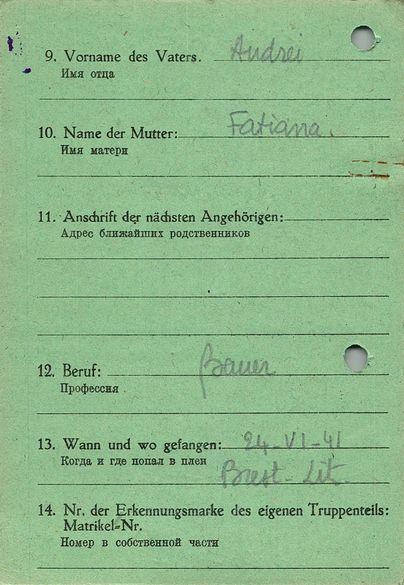 9. Vorname des Vaters. Andrei
Имя отца
10. Name der Mutter: Tatiana.
Имя матери
11. Anschrift der nächsten Angehörigen:
Адрес ближайших родственников
12. Beruf: Bauer
Профессия
13. Wann und wo gefangen: 24-VI-41
Когда и где попал в плен Brest-Lit.
14. Nr. der Erkennungsmarke des eigenen Truppenteils:
Matrikel-Nr.
Номер в собственной части